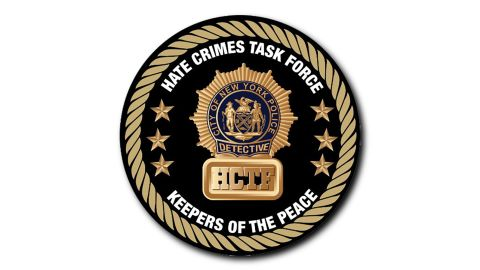 HATE CRIMES TASK FORCE
CITY OF NEW YORK POLICE
DETECTIVE
HCTF
KEEPERS OF THE PEACE